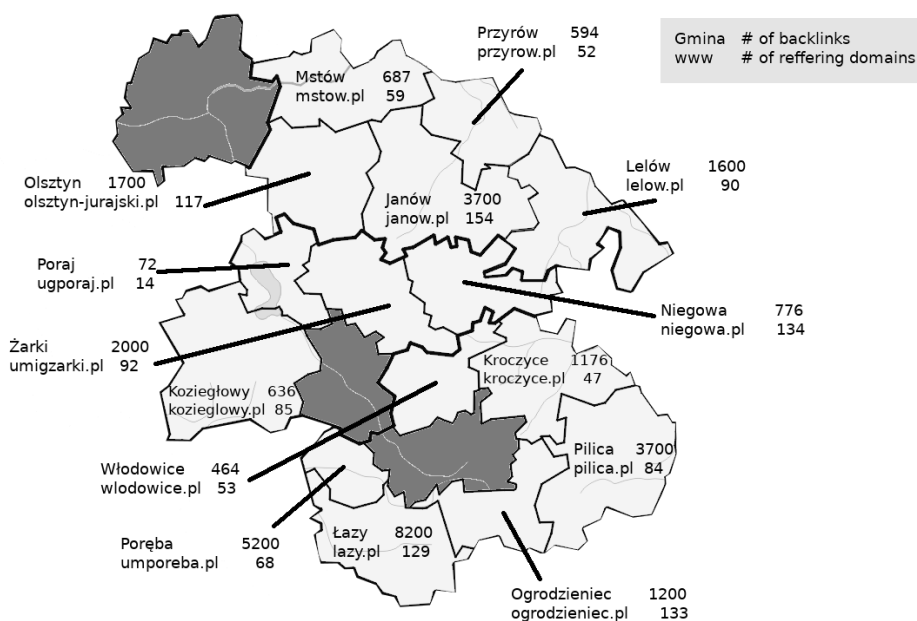 Przyrów 594
przyrow.pl 52
Gmina # of backlinks
www # of reffering domains
Mstów 687
mstow.pl 59
Lelów 1600
lelow.pl 90
Olsztyn 1700
olsztyn-jurajski.pl 117
Janów 3700
janow.pl 154
Poraj 72
ugporaj.pl 14
Niegowa 776
niegowa.pl 134
Żarki 2000
umigzarki.pl 92
Kroczyce 1176
kroczyce.pl 47
Koziegłowy 636
kozieglowy.pl 85
Pilica 3700
pilica.pl 84
Włodowice 464
wlodowice.pl 53
Poręba 5200
umporeba.pl 68
Łazy 8200
lazy.pl 129
Ogrodzieniec 1200
ogrodzieniec.pl 133